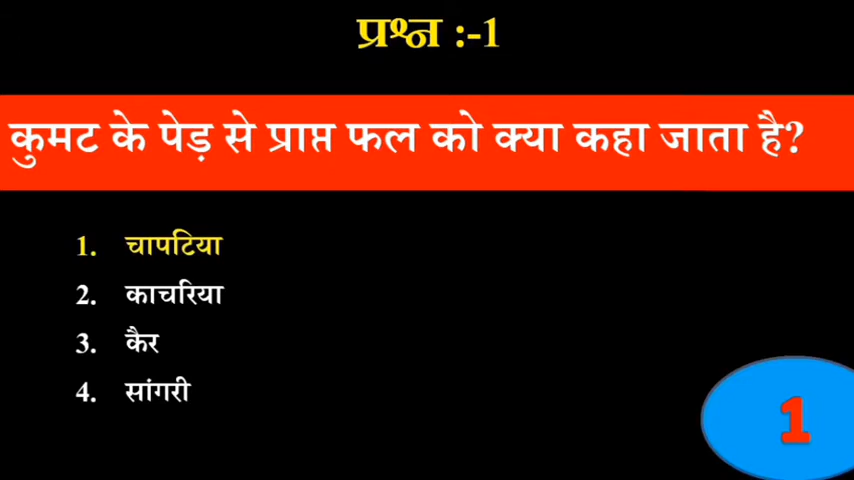 प्रश्न :-1
कुमट के पेड़ से प्राप्त फल को क्या कहा जाता है?
1. चापटिया
2. काचरिया
3. कैर
4. सांगरी
1